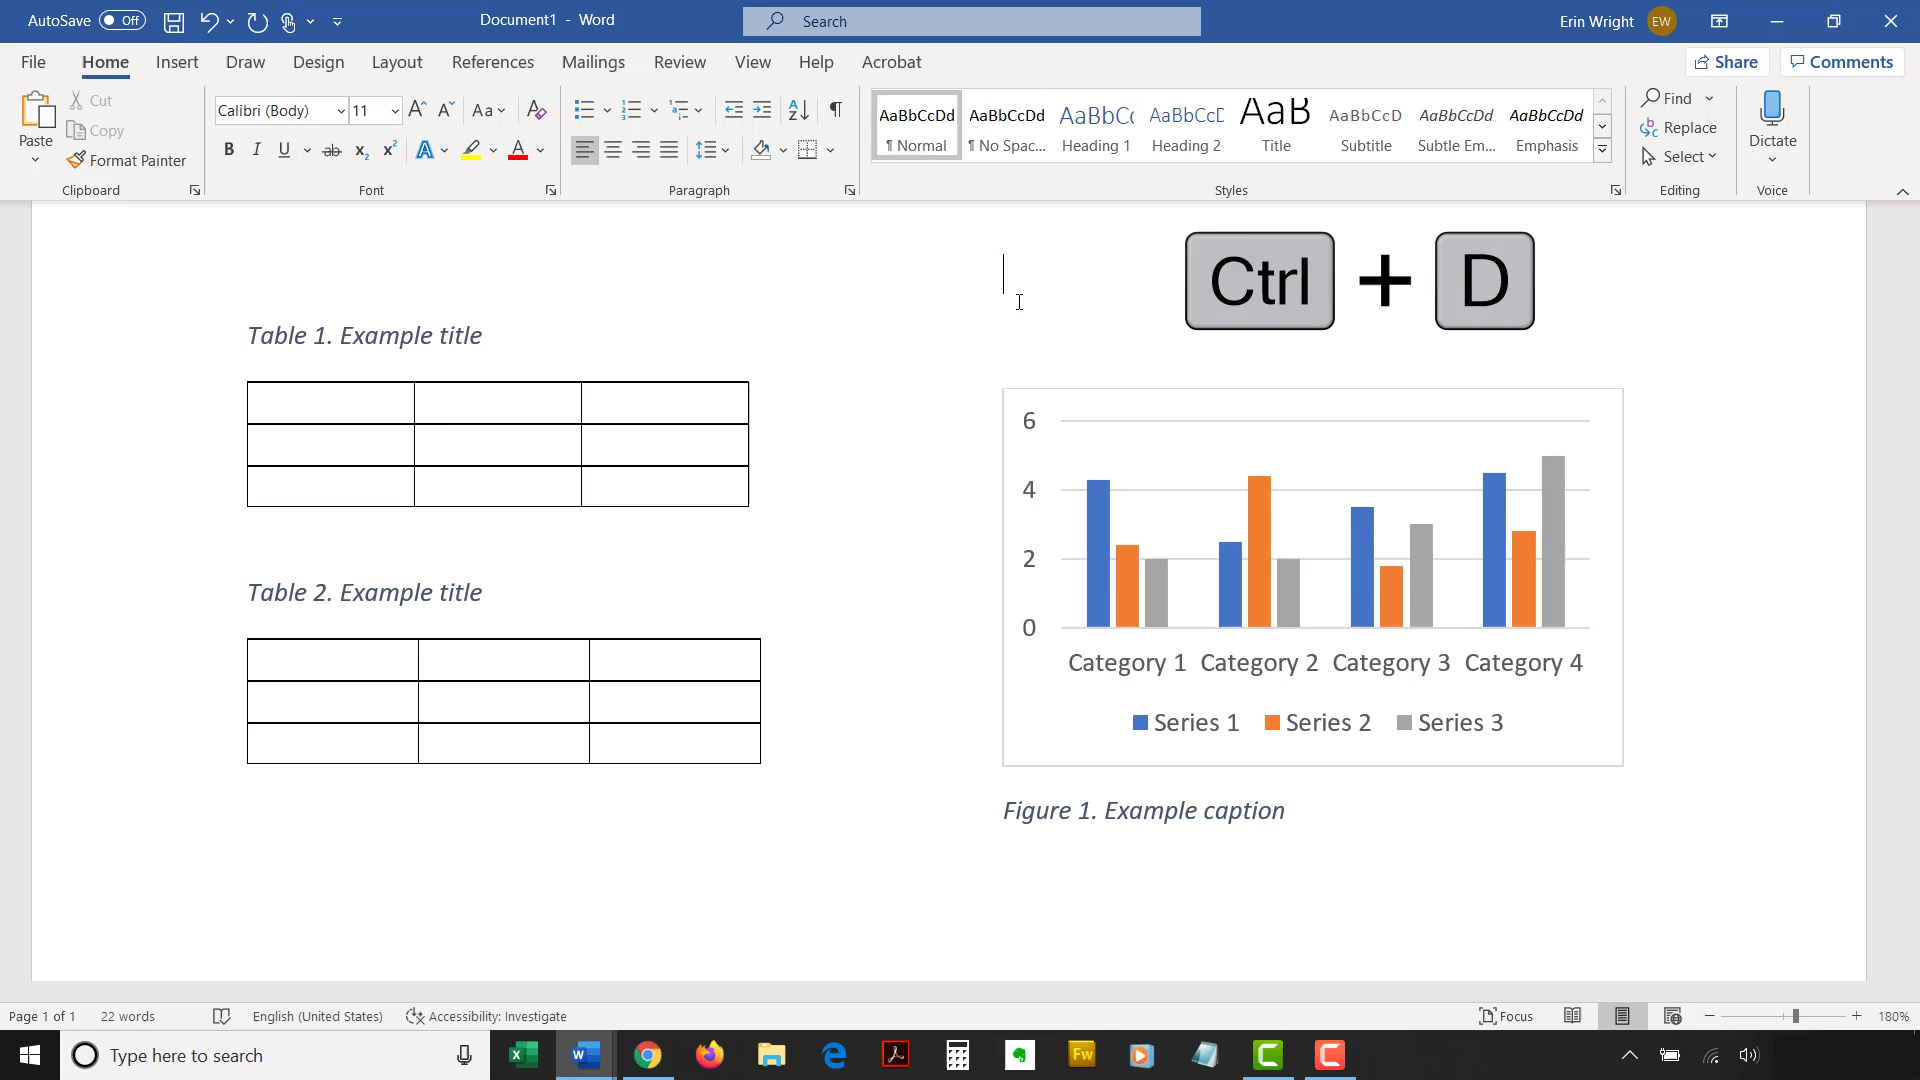 AutoSave Off
Document1 - Word
Search
Erin Wright EW
File Home Insert Draw Design Layout References Mailings Review View Help Acrobat
Share Comments
Paste
Cut
Copy
Format Painter
Clipboard
Calibri (Body) 11
Font
Paragraph
AaBbCcDd AaBbCcDd AaBbCc AaBbCcD AaB AaBbCcD AaBbCcDd AaBbCcDd
¶ Normal ¶ No Spac... Heading 1 Heading 2 Title Subtitle Subtle Em... Emphasis
Styles
Find
Replace
Select
Editing
Dictate
Voice
Ctrl + D
Table 1. Example title
Table 2. Example title
6
4
2
0
Category 1 Category 2 Category 3 Category 4
Series 1 Series 2 Series 3
Figure 1. Example caption
Page 1 of 1 22 words English (United States) Accessibility: Investigate
Focus 180%
Type here to search